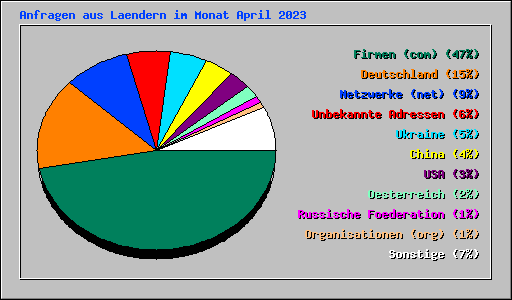 Anfragen aus Laendern im Monat April 2023
Firmen (com) (47%)
Deutschland (15%)
Netzwerke (net) (9%)
Unbekannte Adressen (6%)
Ukraine (5%)
China (4%)
USA (3%)
Oesterreich (2%)
Russische Foederation (1%)
Organisationen (org) (1%)
Sonstige (7%)